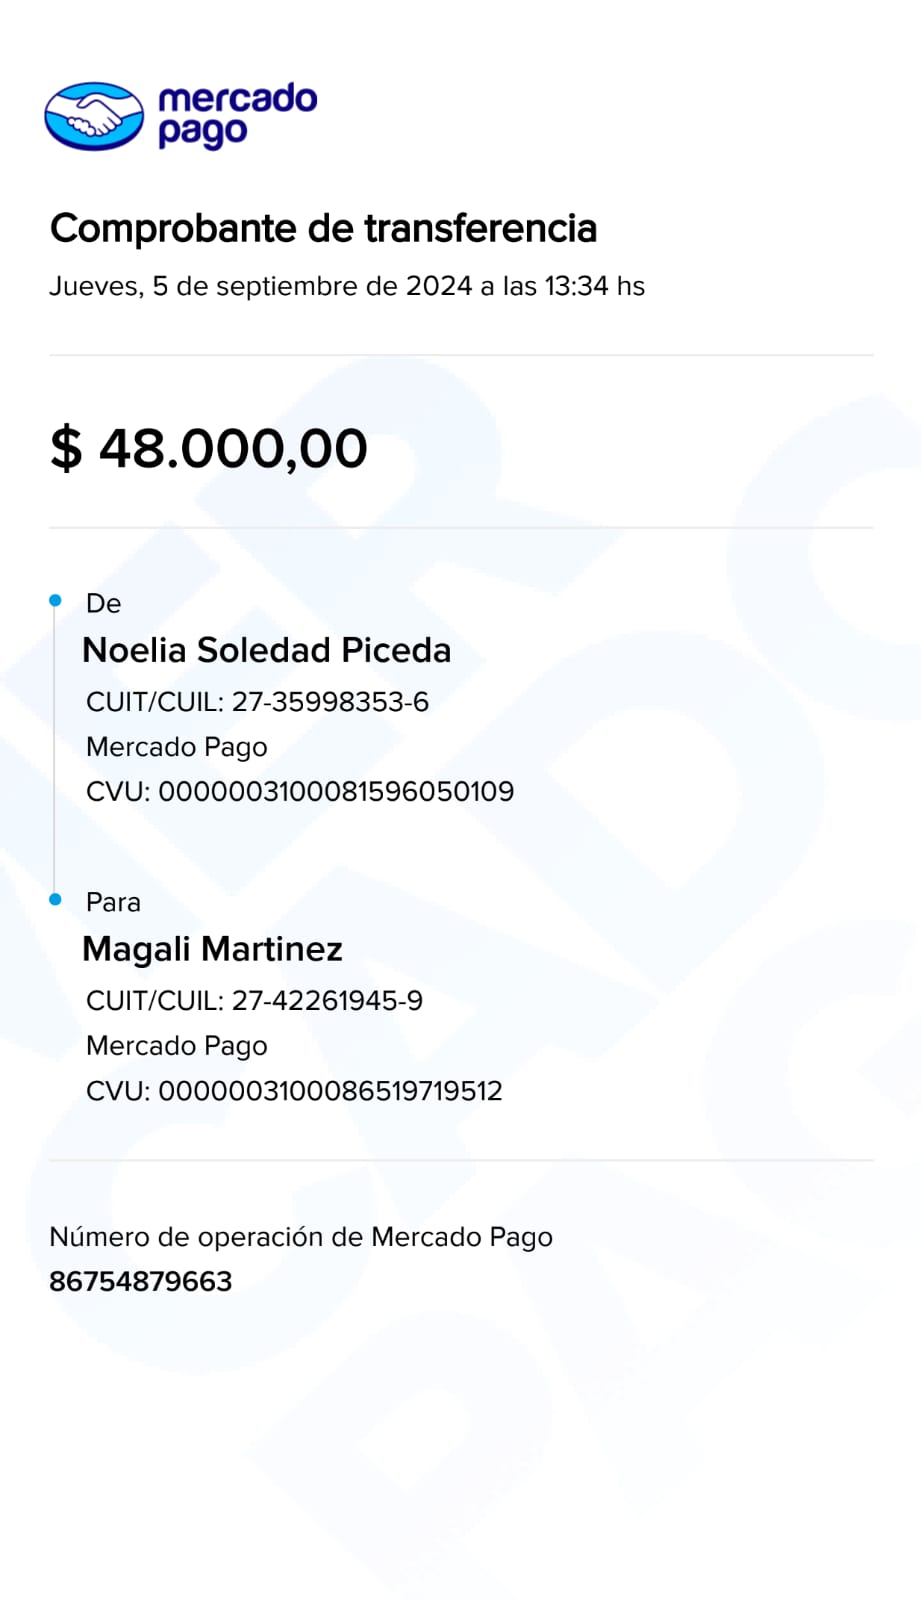 mercado
pago
Comprobante de transferencia
Jueves, 5 de septiembre de 2024 a las 13:34 hs
$ 48.000,00
De
Noelia Soledad Piceda
CUIT/CUIL: 27-35998353-6
Mercado Pago
CVU: 0000003100081596050109
Para
Magali Martinez
CUIT/CUIL: 27-42261945-9
Mercado Pago
CVU: 0000003100086519719512
Número de operación de Mercado Pago
86754879663